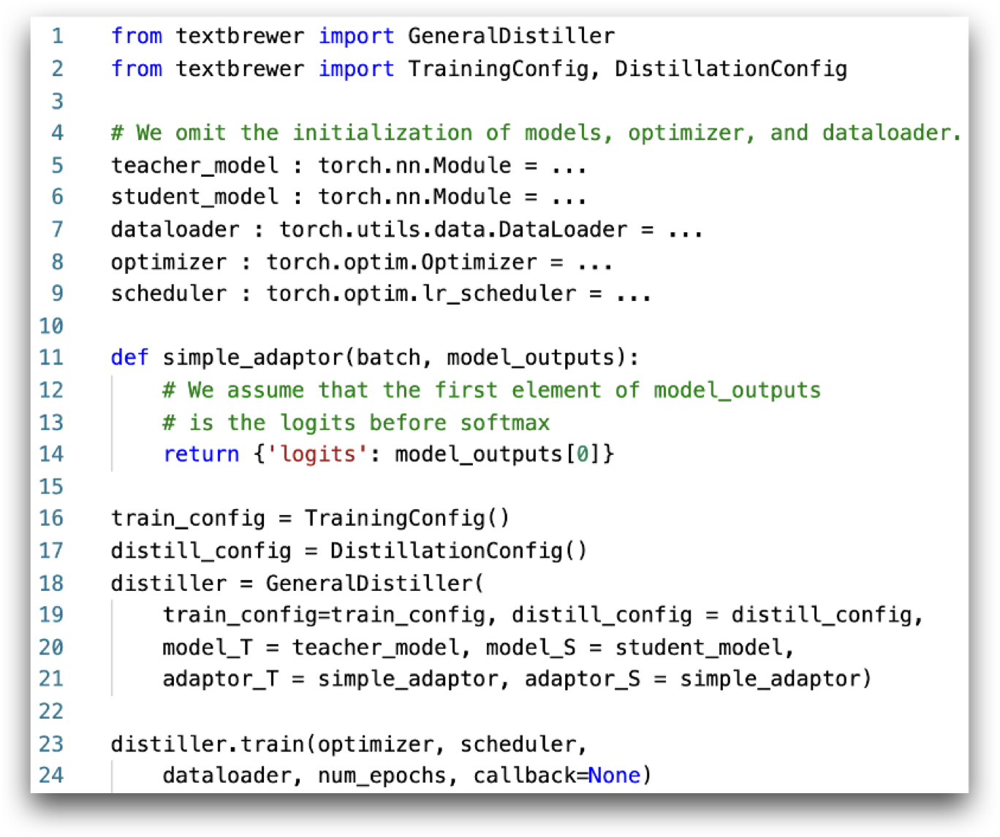 1 from textbrewer import GeneralDistiller
2 from textbrewer import TrainingConfig, DistillationConfig
3
4 # We omit the initialization of models, optimizer, and dataloader.
5 teacher_model : torch.nn.Module = ...
6 student_model : torch.nn.Module = ...
7 dataloader : torch.utils.data.DataLoader = ...
8 optimizer : torch.optim.Optimizer = ...
9 scheduler : torch.optim.lr_scheduler = ...
10
11 def simple_adaptor(batch, model_outputs):
12     # We assume that the first element of model_outputs
13     # is the logits before softmax
14     return {'logits': model_outputs[0]}
15
16 train_config = TrainingConfig()
17 distill_config = DistillationConfig()
18 distiller = GeneralDistiller(
19     train_config=train_config, distill_config = distill_config,
20     model_T = teacher_model, model_S = student_model,
21     adaptor_T = simple_adaptor, adaptor_S = simple_adaptor)
22
23 distiller.train(optimizer, scheduler,
24     dataloader, num_epochs, callback=None)